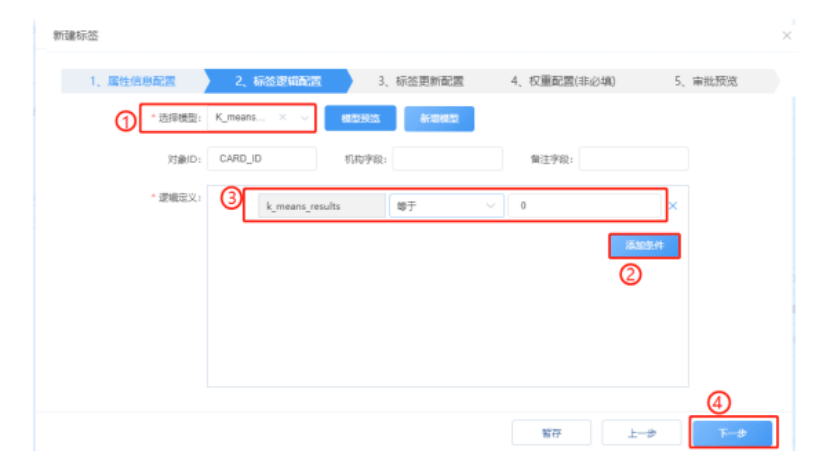 新建标签
1、属性信息配置 2、标签逻辑配置 3、标签更新配置 4、权重配置(非必填) 5、审批预览
① * 选择模型: K_means... 模型预览 新增模型
对象ID: CARD_ID 机构字段: 备注字段:
* 逻辑定义: ③ k_means_results 等于 0
添加条件
②
④
暂存 上一步 下一步